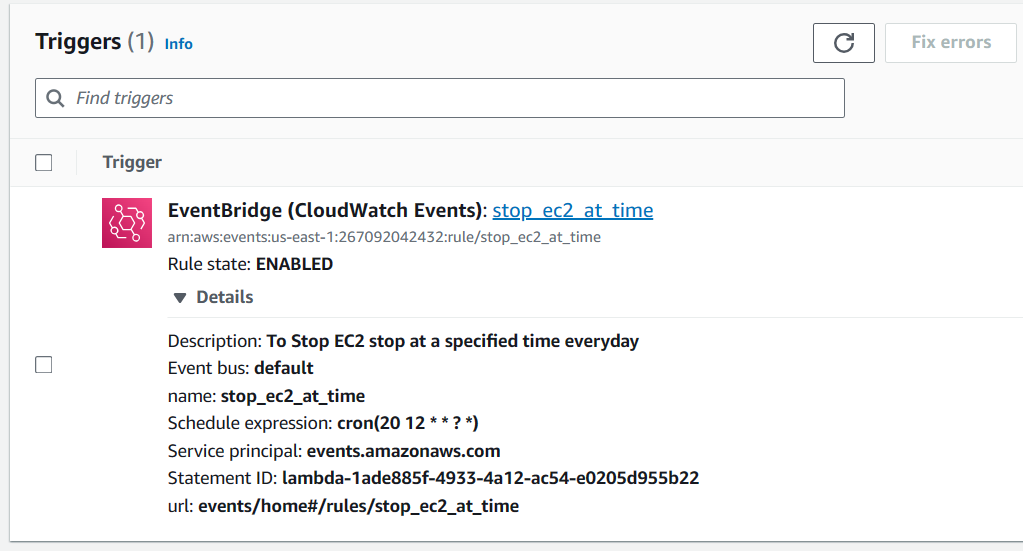 Triggers (1) Info
Fix errors
Find triggers
Trigger
EventBridge (CloudWatch Events): stop_ec2_at_time
arn:aws:events:us-east-1:267092042432:rule/stop_ec2_at_time
Rule state: ENABLED
Details
Description: To Stop EC2 stop at a specified time everyday
Event bus: default
name: stop_ec2_at_time
Schedule expression: cron(20 12 * * ? *)
Service principal: events.amazonaws.com
Statement ID: lambda-1ade885f-4933-4a12-ac54-e0205d955b22
url: events/home#/rules/stop_ec2_at_time